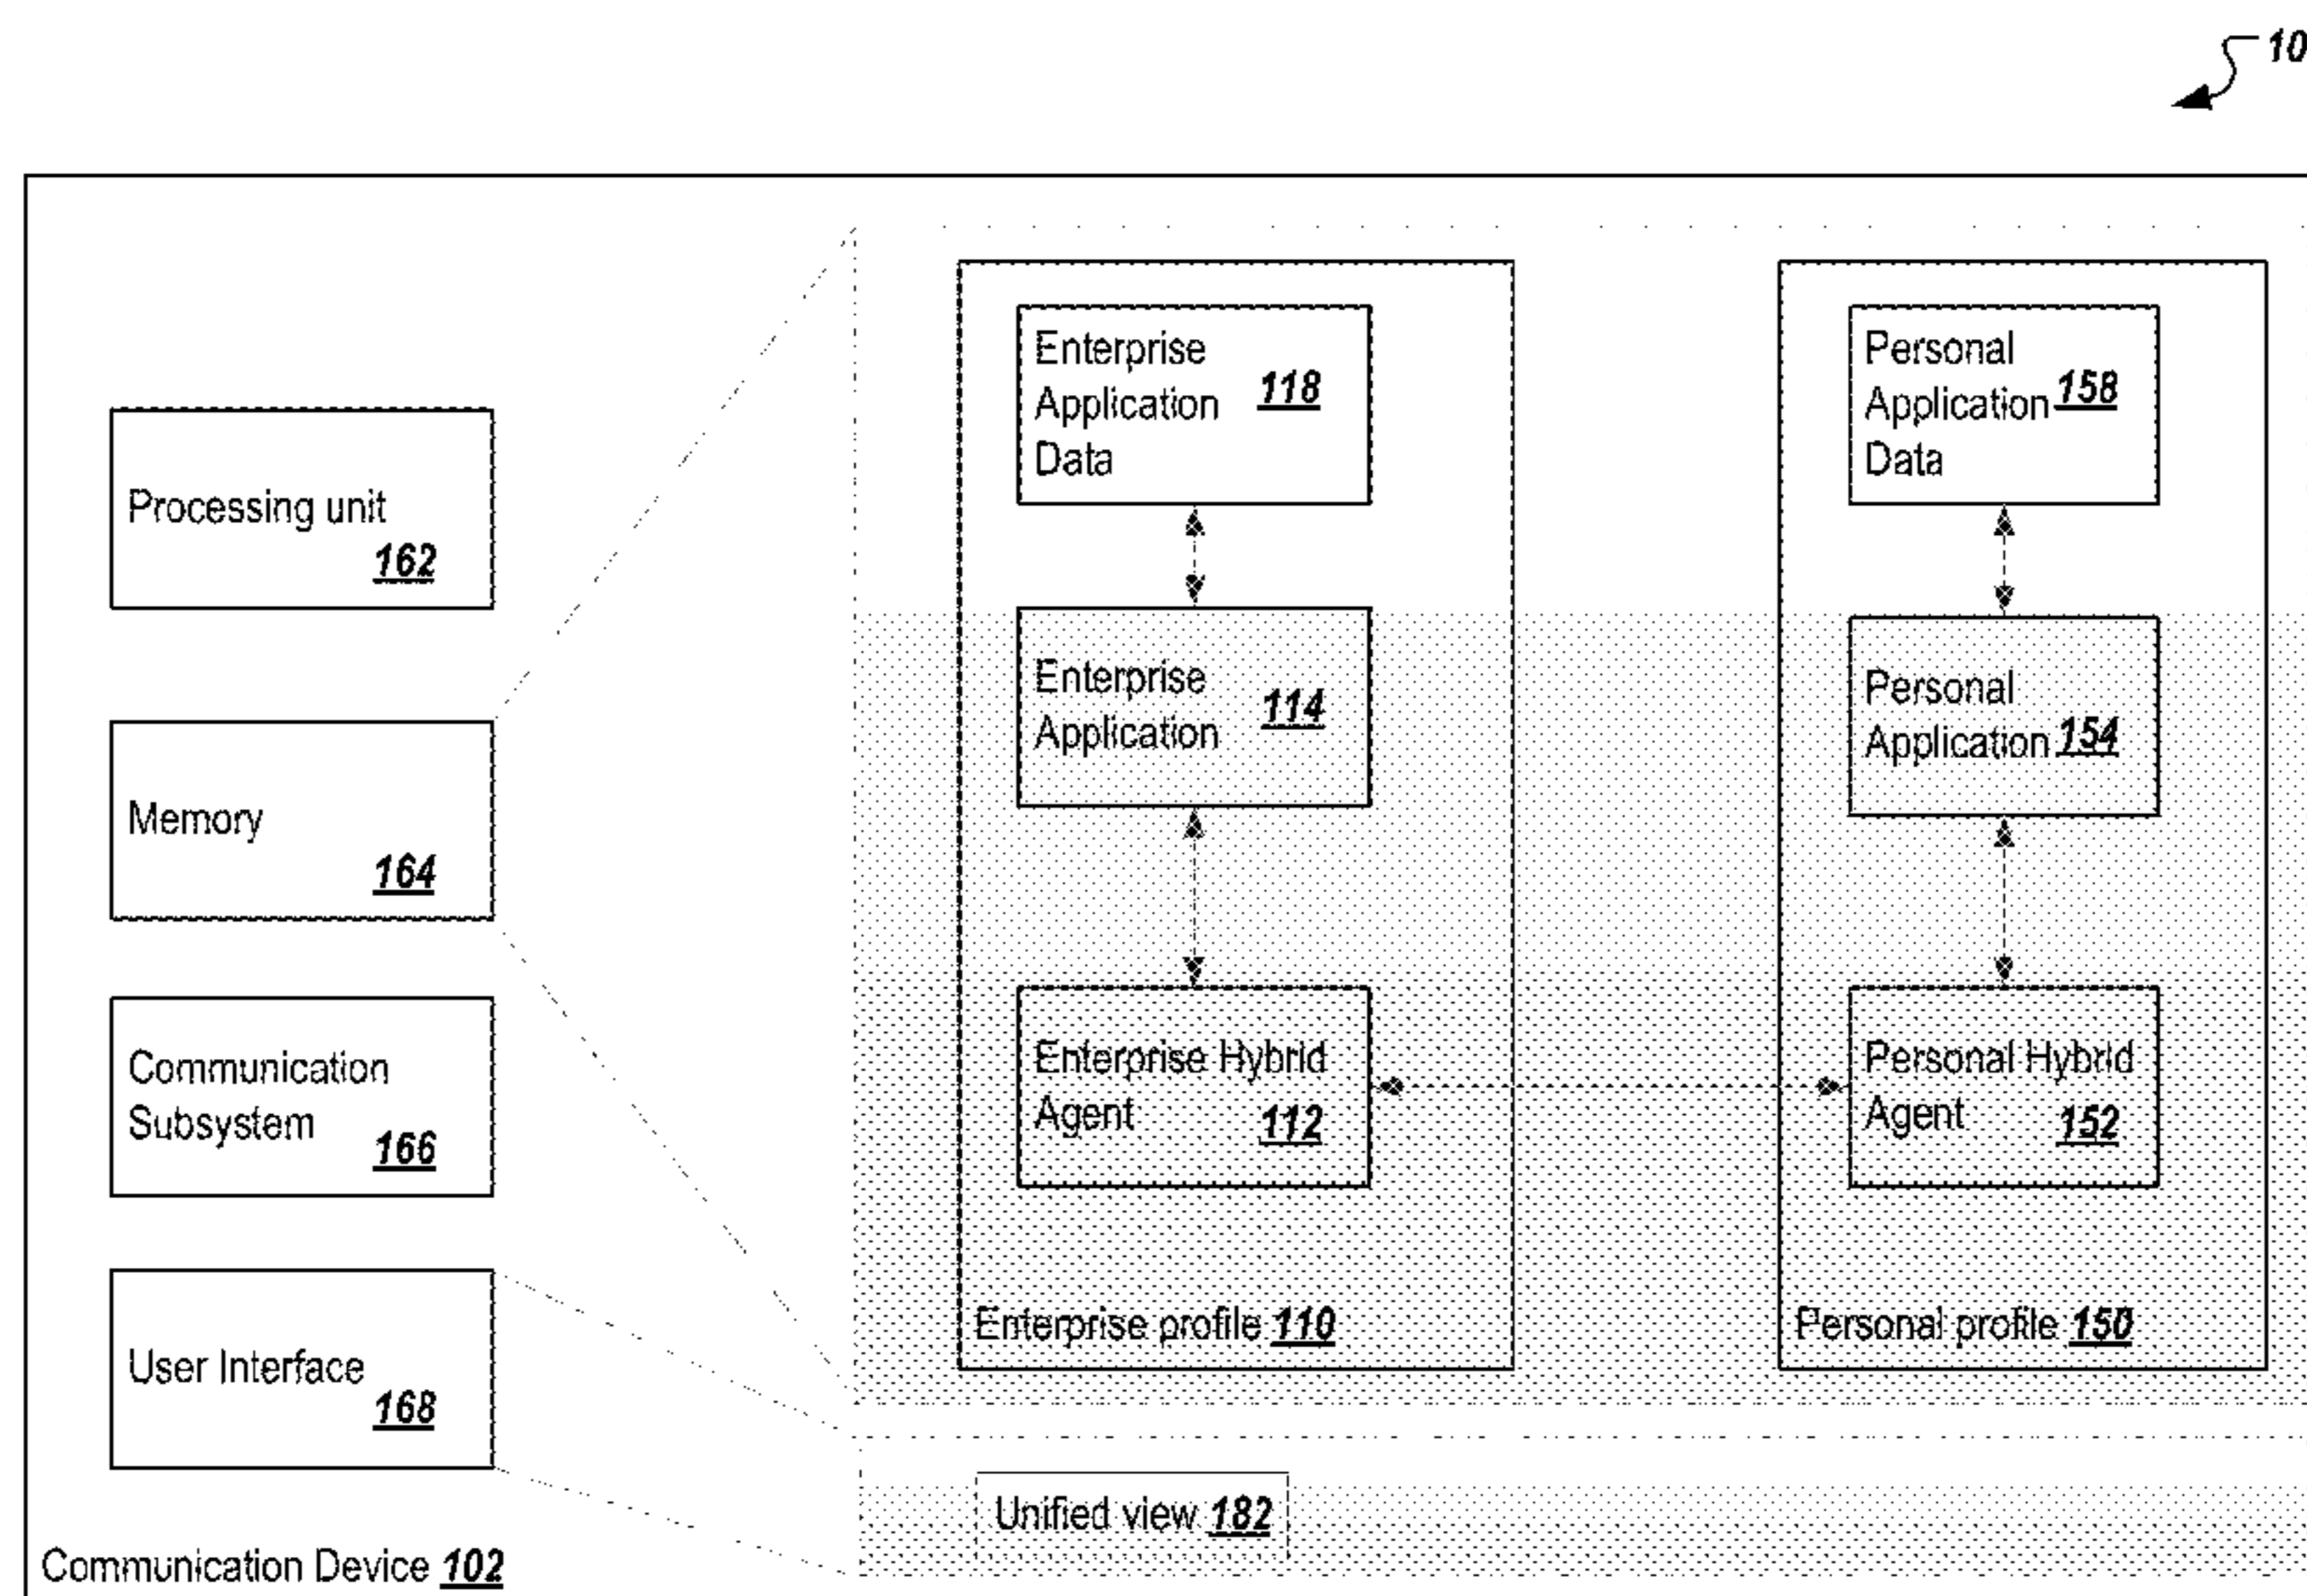 10
Enterprise
Application 118
Data
Personal
Application 158
Data
Processing unit
162
Enterprise
Application 114
Personal
Application 154
Memory
164
Communication
Subsystem 166
Enterprise Hybrid
Agent 112
Personal Hybrid
Agent 152
User Interface
168
Enterprise profile 110
Personal profile 150
Unified view 182
Communication Device 102